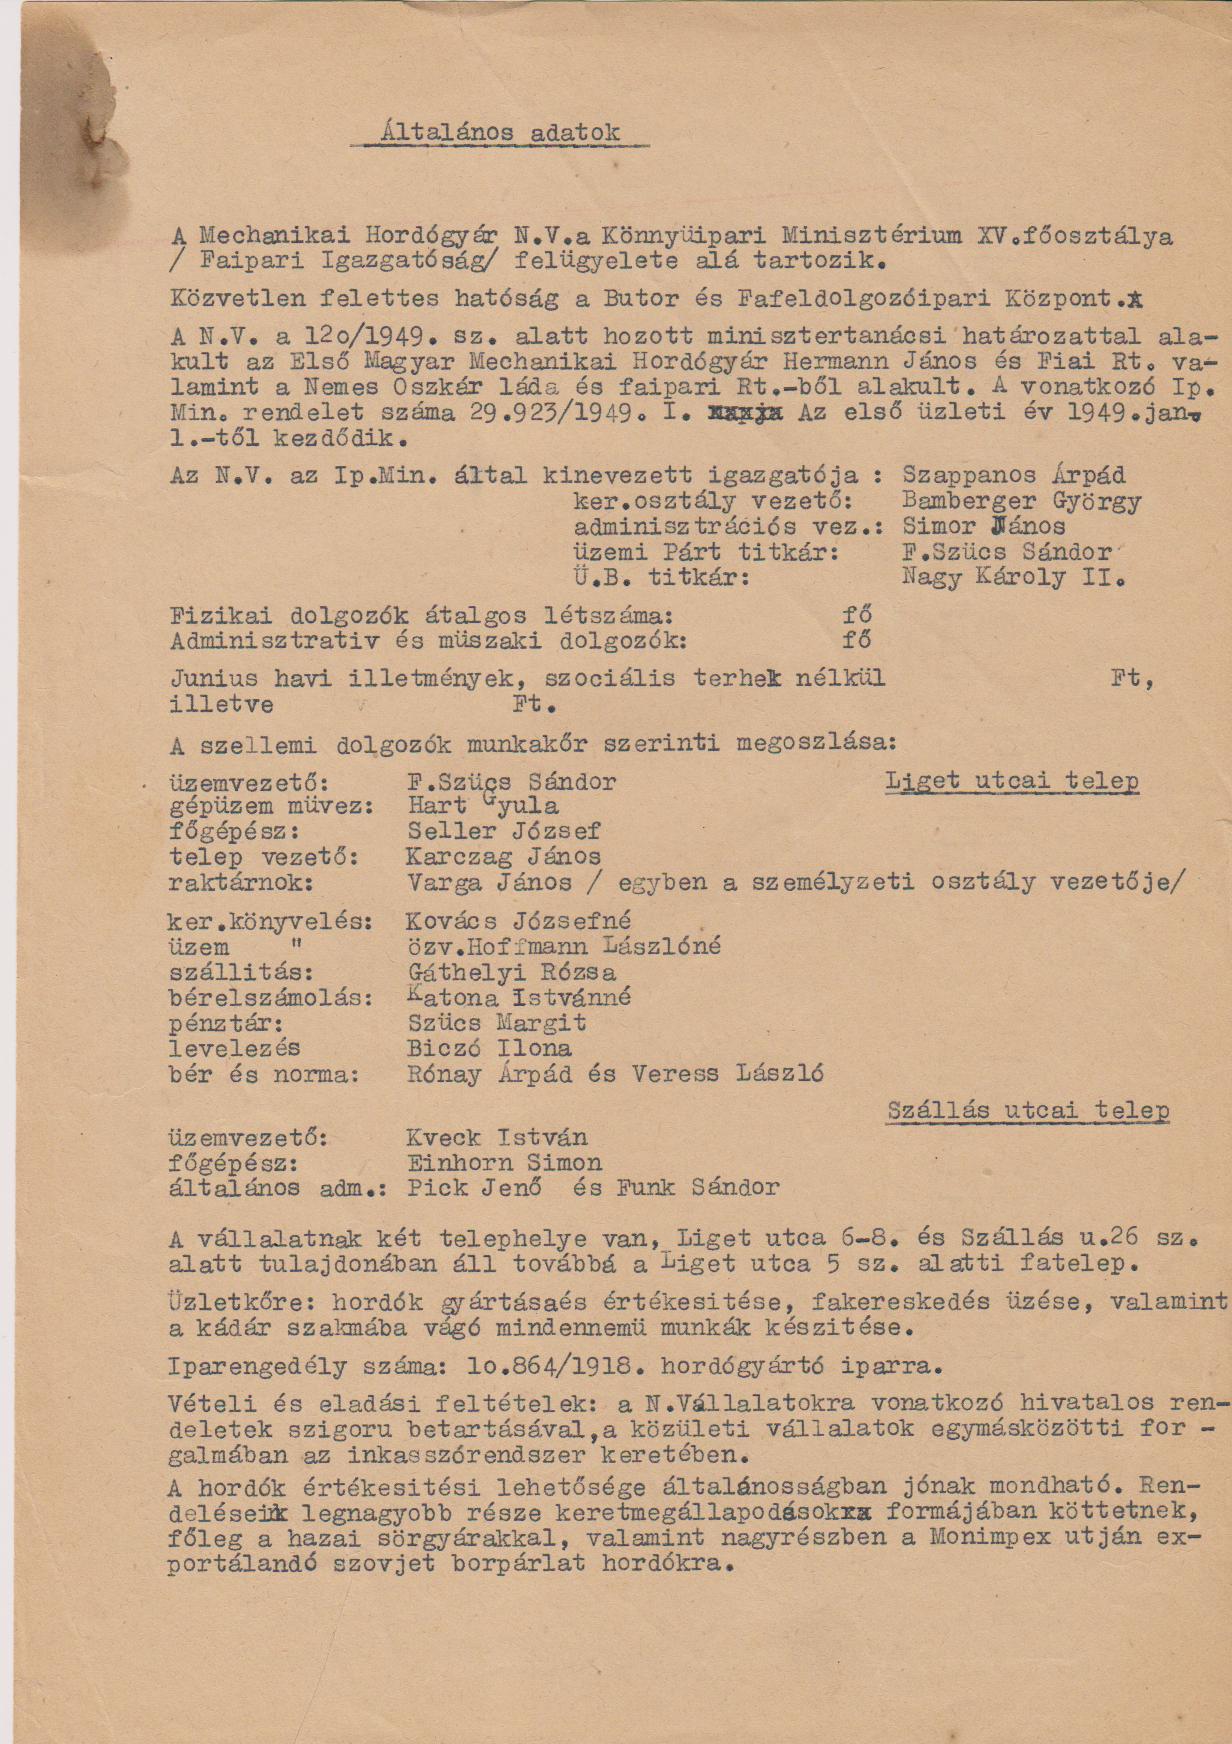 Általános adatok
A Mechanikai Hordógyár N.V.a Könnyüipari Minisztérium XV.főosztálya
/ Faipari Igazgatóság/ felügyelete alá tartozik.
Közvetlen felettes hatóság a Butor és Fafeldolgozóipari Központ.
A N.V. a 12o/1949. sz. alatt hozott minisztertanácsi határozattal ala-
kult az Első Magyar Mechanikai Hordógyár Hermann János és Fiai Rt. va-
lamint a Nemes Oszkár láda és faipari Rt.-ből alakult. A vonatkozó Ip.
Min. rendelet száma 29.923/1949. I. Az első üzleti év 1949.jan.
1.-től kezdődik.
Az N.V. az Ip.Min. által kinevezett igazgatója : Szappanos Árpád
ker.osztály vezető: Bamberger György
adminisztrációs vez.: Simor János
üzemi Párt titkár: F.Szücs Sándor
Ü.B. titkár: Nagy Károly II.
Fizikai dolgozók átalgos létszáma: fő
Adminisztrativ és müszaki dolgozók: fő
Junius havi illetmények, szociális terhek nélkül Ft,
illetve Ft.
A szellemi dolgozók munkakőr szerinti megoszlása:
üzemvezető: F.Szücs Sándor Liget utcai telep
gépüzem müvez: Hart Gyula
főgépész: Seller József
telep vezető: Karczag János
raktárnok: Varga János / egyben a személyzeti osztály vezetője/
ker.könyvelés: Kovács Józsefné
üzem " özv.Hoffmann Lászlóné
szállitás: Gáthelyi Rózsa
bérelszámolás: Katona Istvánné
pénztár: Szücs Margit
levelezés Biczó Ilona
bér és norma: Rónay Árpád és Veress László
Szállás utcai telep
üzemvezető: Kveck István
főgépész: Einhorn Simon
általános adm.: Pick Jenő és Funk Sándor
A vállalatnak két telephelye van, Liget utca 6-8. és Szállás u.26 sz.
alatt tulajdonában áll továbbá a Liget utca 5 sz. alatti fatelep.
Üzletkőre: hordók gyártásaés értékesitése, fakereskedés üzése, valamint
a kádár szakmába vágó mindennemü munkák készitése.
Iparengedély száma: 1o.864/1918. hordógyártó iparra.
Vételi és eladási feltételek: a N.Vállalatokra vonatkozó hivatalos ren-
deletek szigoru betartásával,a közületi vállalatok egymásközötti for -
galmában az inkasszórendszer keretében.
A hordók értékesitési lehetősége általánosságban jónak mondható. Ren-
deléseik legnagyobb része keretmegállapodások formájában köttetnek,
főleg a hazai sörgyárakkal, valamint nagyrészben a Monimpex utján ex-
portálandó szovjet borpárlat hordókra.